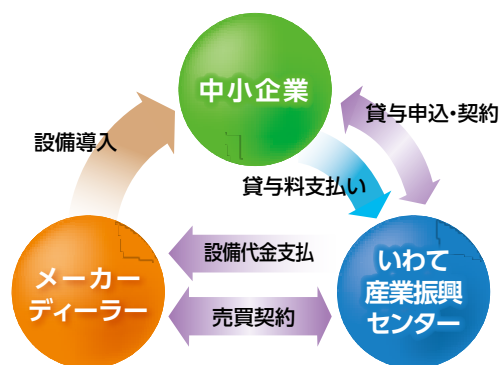 中小企業
貸与申込・契約
設備導入
貸与料支払い
設備代金支払
メーカー
ディーラー
いわて
産業振興
センター
売買契約